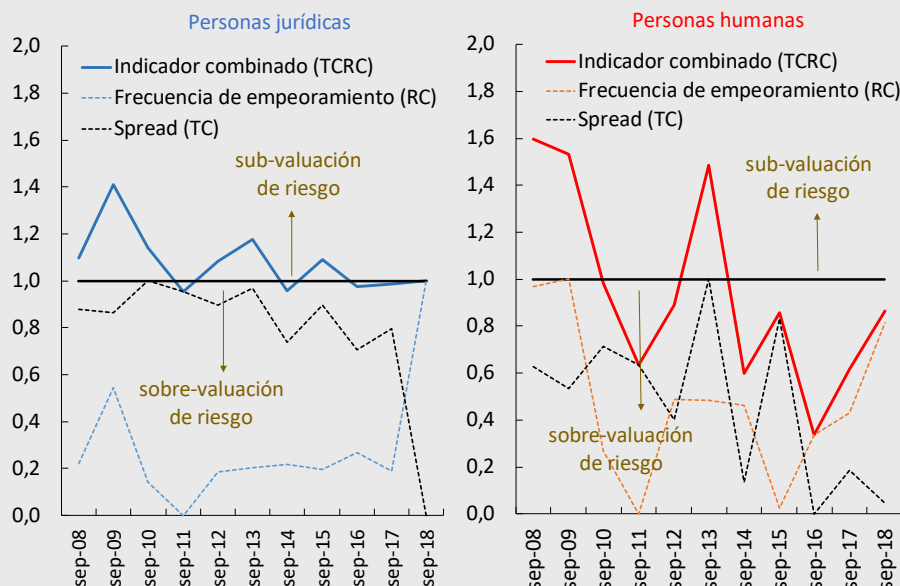 Personas jurídicas
2,0
1,8
1,6
1,4
1,2
1,0
0,8
0,6
0,4
0,2
0,0
Indicador combinado (TCRC)
Frecuencia de empeoramiento (RC)
Spread (TC)
sub-valuación
de riesgo
sobre-valuación
de riesgo
sep-08
sep-09
sep-10
sep-11
sep-12
sep-13
sep-14
sep-15
sep-16
sep-17
sep-18
Personas humanas
2,0
1,8
1,6
1,4
1,2
1,0
0,8
0,6
0,4
0,2
0,0
Indicador combinado (TCRC)
Frecuencia de empeoramiento (RC)
Spread (TC)
sub-valuación
de riesgo
sobre-valuación
de riesgo
sep-08
sep-09
sep-10
sep-11
sep-12
sep-13
sep-14
sep-15
sep-16
sep-17
sep-18